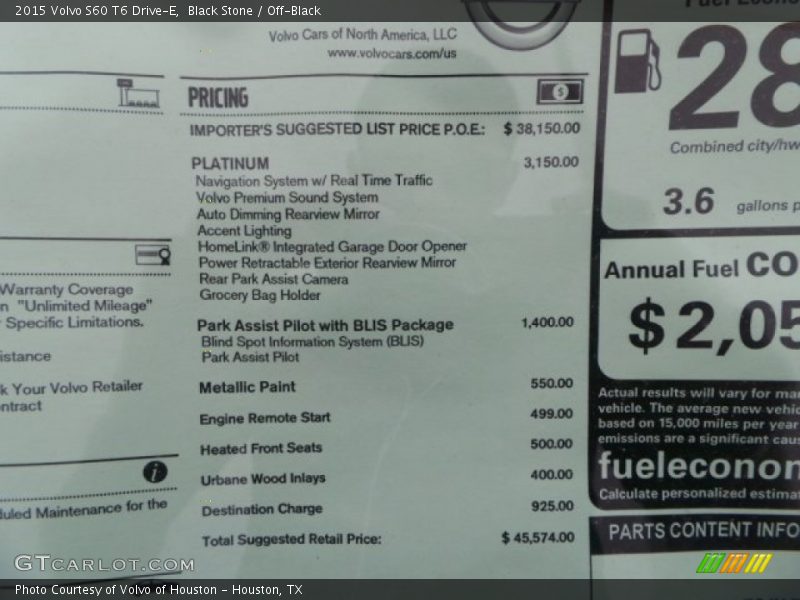 2015 Volvo S60 T6 Drive-E,  Black Stone / Off-Black
Volvo Cars of North America, LLC
www.volvocars.com/us
PRICING
$
IMPORTER'S SUGGESTED LIST PRICE P.O.E.: $ 38,150.00
PLATINUM 3,150.00
Navigation System w/ Real Time Traffic
Volvo Premium Sound System
Auto Dimming Rearview Mirror
Accent Lighting
HomeLink® Integrated Garage Door Opener
Power Retractable Exterior Rearview Mirror
Rear Park Assist Camera
Grocery Bag Holder
Park Assist Pilot with BLIS Package 1,400.00
Blind Spot Information System (BLIS)
Park Assist Pilot
Metallic Paint 550.00
Engine Remote Start 499.00
Heated Front Seats 500.00
Urbane Wood Inlays 400.00
Destination Charge 925.00
Total Suggested Retail Price: $ 45,574.00
Warranty Coverage
n "Unlimited Mileage"
Specific Limitations.
istance
k Your Volvo Retailer
ntract
i
duled Maintenance for the
Fuel Econo
28
Combined city/hw
3.6 gallons p
Annual Fuel CO
$2,05
Actual results will vary for ma
vehicle. The average new vehic
based on 15,000 miles per year
emissions are a significant caus
fueleconon
Calculate personalized estimat
PARTS CONTENT INFO
GTCARLOT.COM
Photo Courtesy of Volvo of Houston - Houston, TX